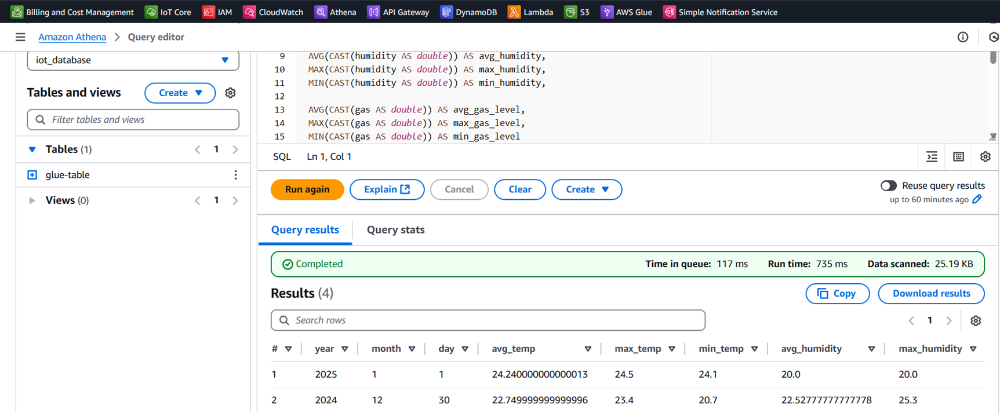 Billing and Cost Management IoT Core IAM CloudWatch Athena API Gateway DynamoDB Lambda S3 AWS Glue Simple Notification Service
Amazon Athena > Query editor
iot_database
Tables and views
Create
Filter tables and views
Tables (1) < 1 >
glue-table
Views (0) < 1 >
9 AVG(CAST(humidity AS double)) AS avg_humidity,
10 MAX(CAST(humidity AS double)) AS max_humidity,
11 MIN(CAST(humidity AS double)) AS min_humidity,
12
13 AVG(CAST(gas AS double)) AS avg_gas_level,
14 MAX(CAST(gas AS double)) AS max_gas_level,
15 MIN(CAST(gas AS double)) AS min_gas_level
SQL Ln 1, Col 1
Run again Explain Cancel Clear Create
Reuse query results
up to 60 minutes ago
Query results Query stats
Completed Time in queue: 117 ms Run time: 735 ms Data scanned: 25.19 KB
Results (4)
Copy Download results
Search rows
< 1 >
# year month day avg_temp max_temp min_temp avg_humidity max_humidity
1 2025 1 1 24.240000000000013 24.5 24.1 20.0 20.0
2 2024 12 30 22.749999999999996 23.4 20.7 22.52777777777778 25.3